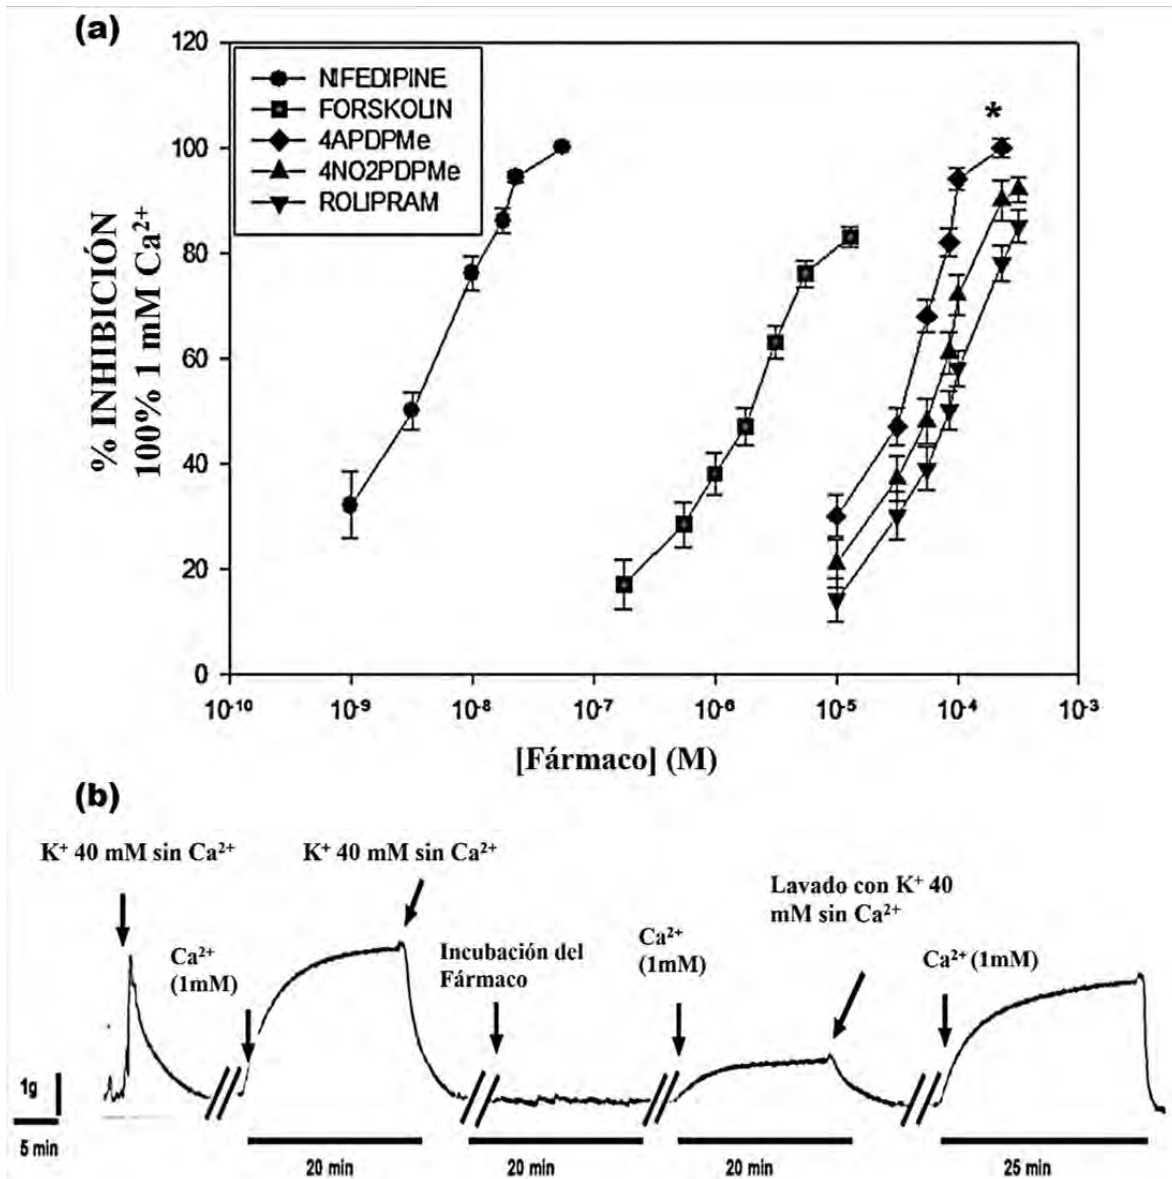 (a)
120
100
80
60
40
20
0
% INHIBICIÓN
100% 1 mM Ca²⁺
NIFEDIPINE
FORSKOLIN
4APDPMe
4NO2PDPMe
ROLIPRAM
*
10⁻¹⁰
10⁻⁹
10⁻⁸
10⁻⁷
10⁻⁶
10⁻⁵
10⁻⁴
10⁻³
[Fármaco] (M)
(b)
K⁺ 40 mM sin Ca²⁺
K⁺ 40 mM sin Ca²⁺
Lavado con K⁺ 40
mM sin Ca²⁺
Ca²⁺
(1mM)
Incubación del
Fármaco
Ca²⁺
(1mM)
Ca²⁺ (1mM)
1g
5 min
20 min
20 min
20 min
25 min